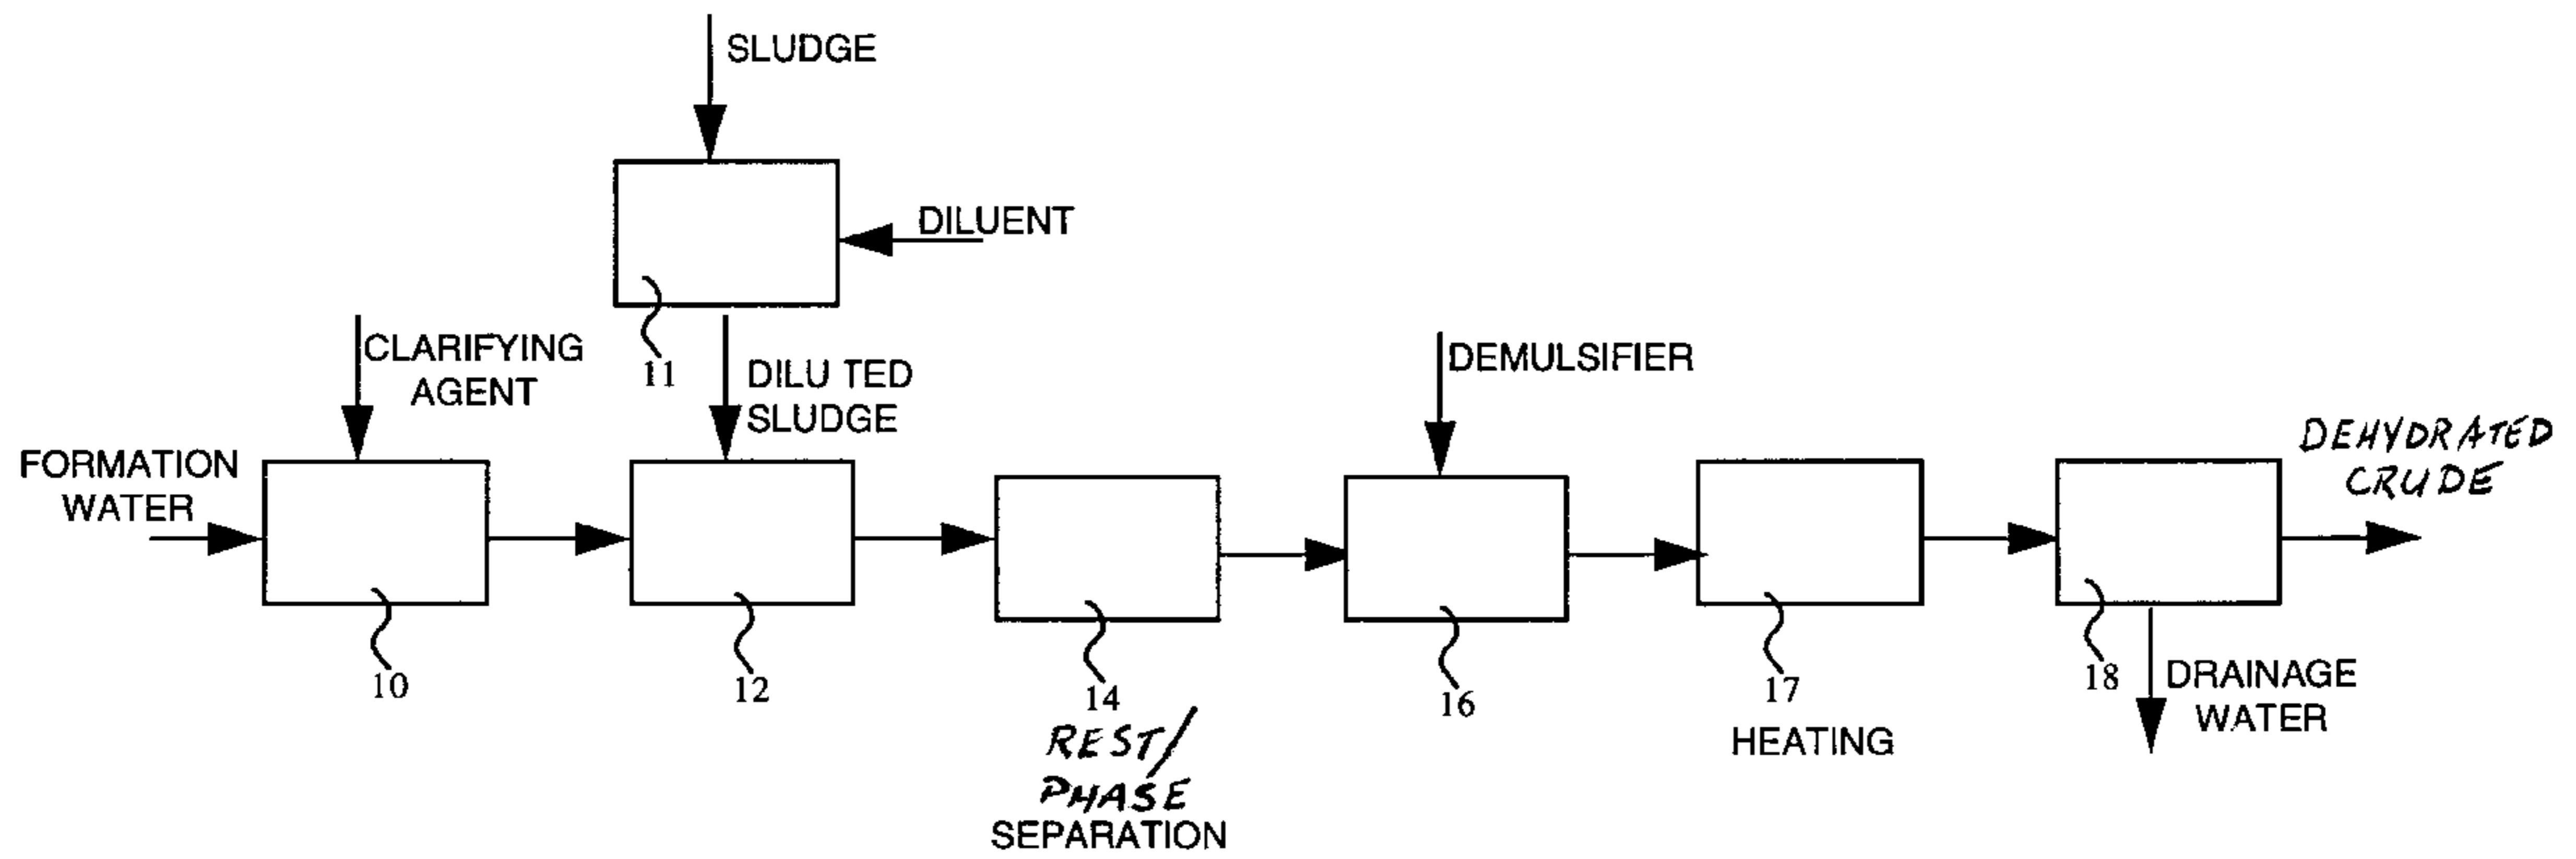 SLUDGE
DILUENT
11
CLARIFYING
AGENT
DILU TED
SLUDGE
DEMULSIFIER
FORMATION
WATER
DEHYDRATED
CRUDE
10
12
14
16
17
18
REST/
PHASE
SEPARATION
HEATING
DRAINAGE
WATER